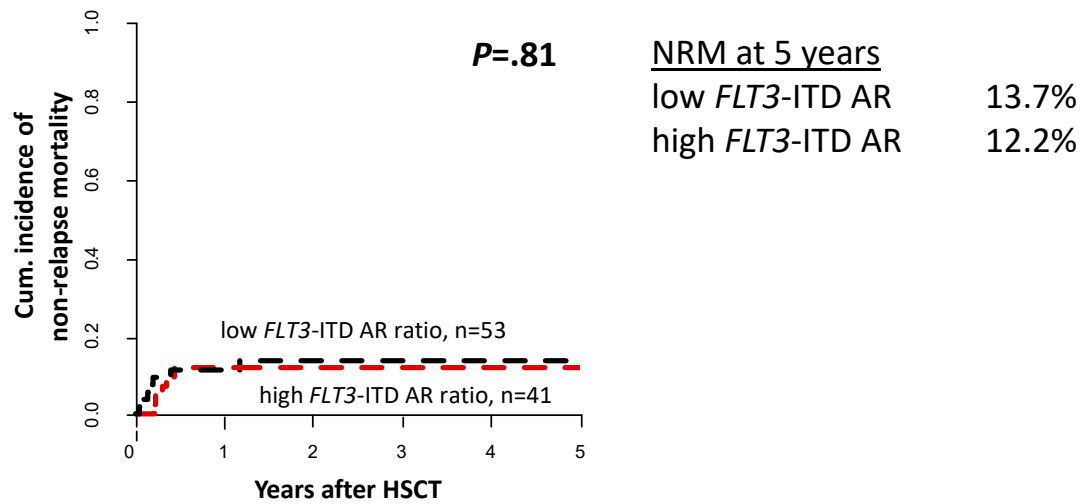 Cum. incidence of
non-relapse mortality
1.0
0.8
0.6
0.4
0.2
0.0
P=.81
low FLT3-ITD AR ratio, n=53
high FLT3-ITD AR ratio, n=41
0 1 2 3 4 5
Years after HSCT
NRM at 5 years
low FLT3-ITD AR 13.7%
high FLT3-ITD AR 12.2%